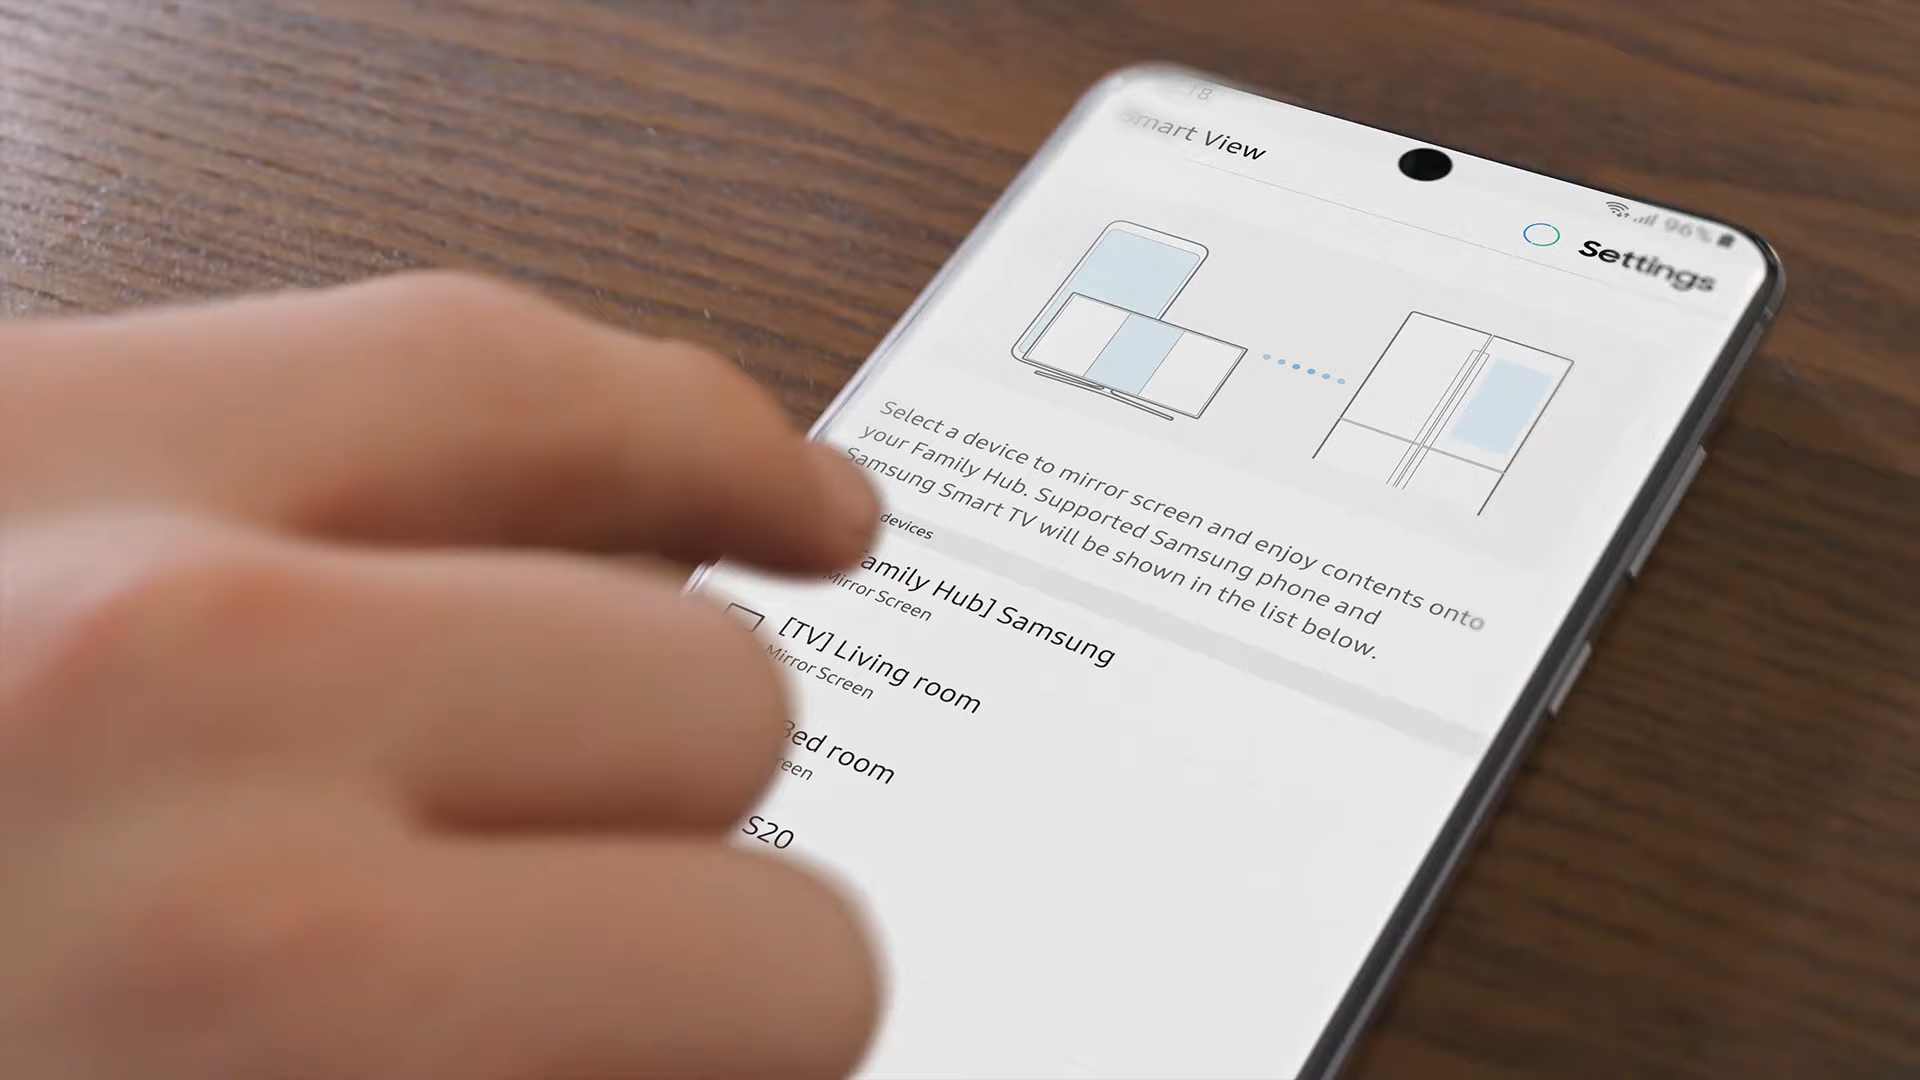 Smart View
96%
Settings
Select a device to mirror screen and enjoy contents onto
your Family Hub. Supported Samsung phone and
Samsung Smart TV will be shown in the list below.
devices
Family Hub] Samsung
Mirror Screen
[TV] Living room
Mirror Screen
Bed room
reen
S20